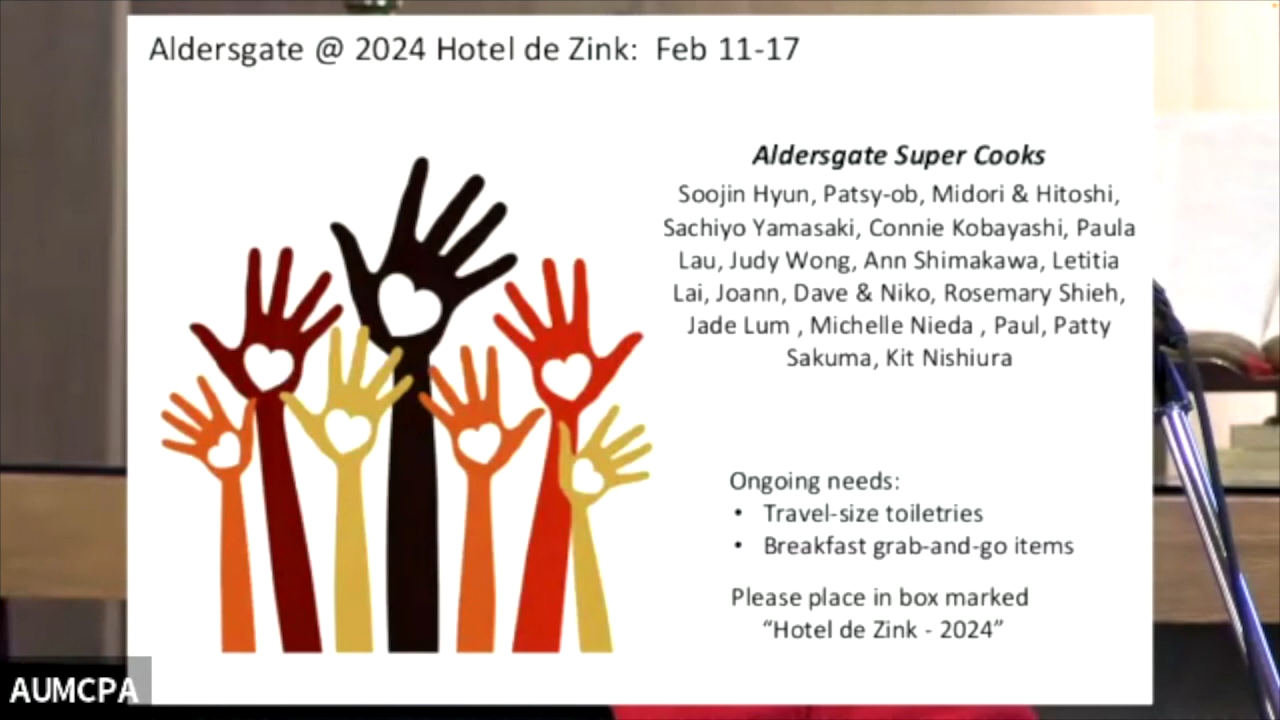 Aldersgate @ 2024 Hotel de Zink:  Feb 11-17
Aldersgate Super Cooks
Soojin Hyun, Patsy-ob, Midori & Hitoshi,
Sachiyo Yamasaki, Connie Kobayashi, Paula
Lau, Judy Wong, Ann Shimakawa, Letitia
Lai, Joann, Dave & Niko, Rosemary Shieh,
Jade Lum , Michelle Nieda , Paul, Patty
Sakuma, Kit Nishiura
Ongoing needs:
• Travel-size toiletries
• Breakfast grab-and-go items
Please place in box marked
“Hotel de Zink - 2024”
AUMCPA